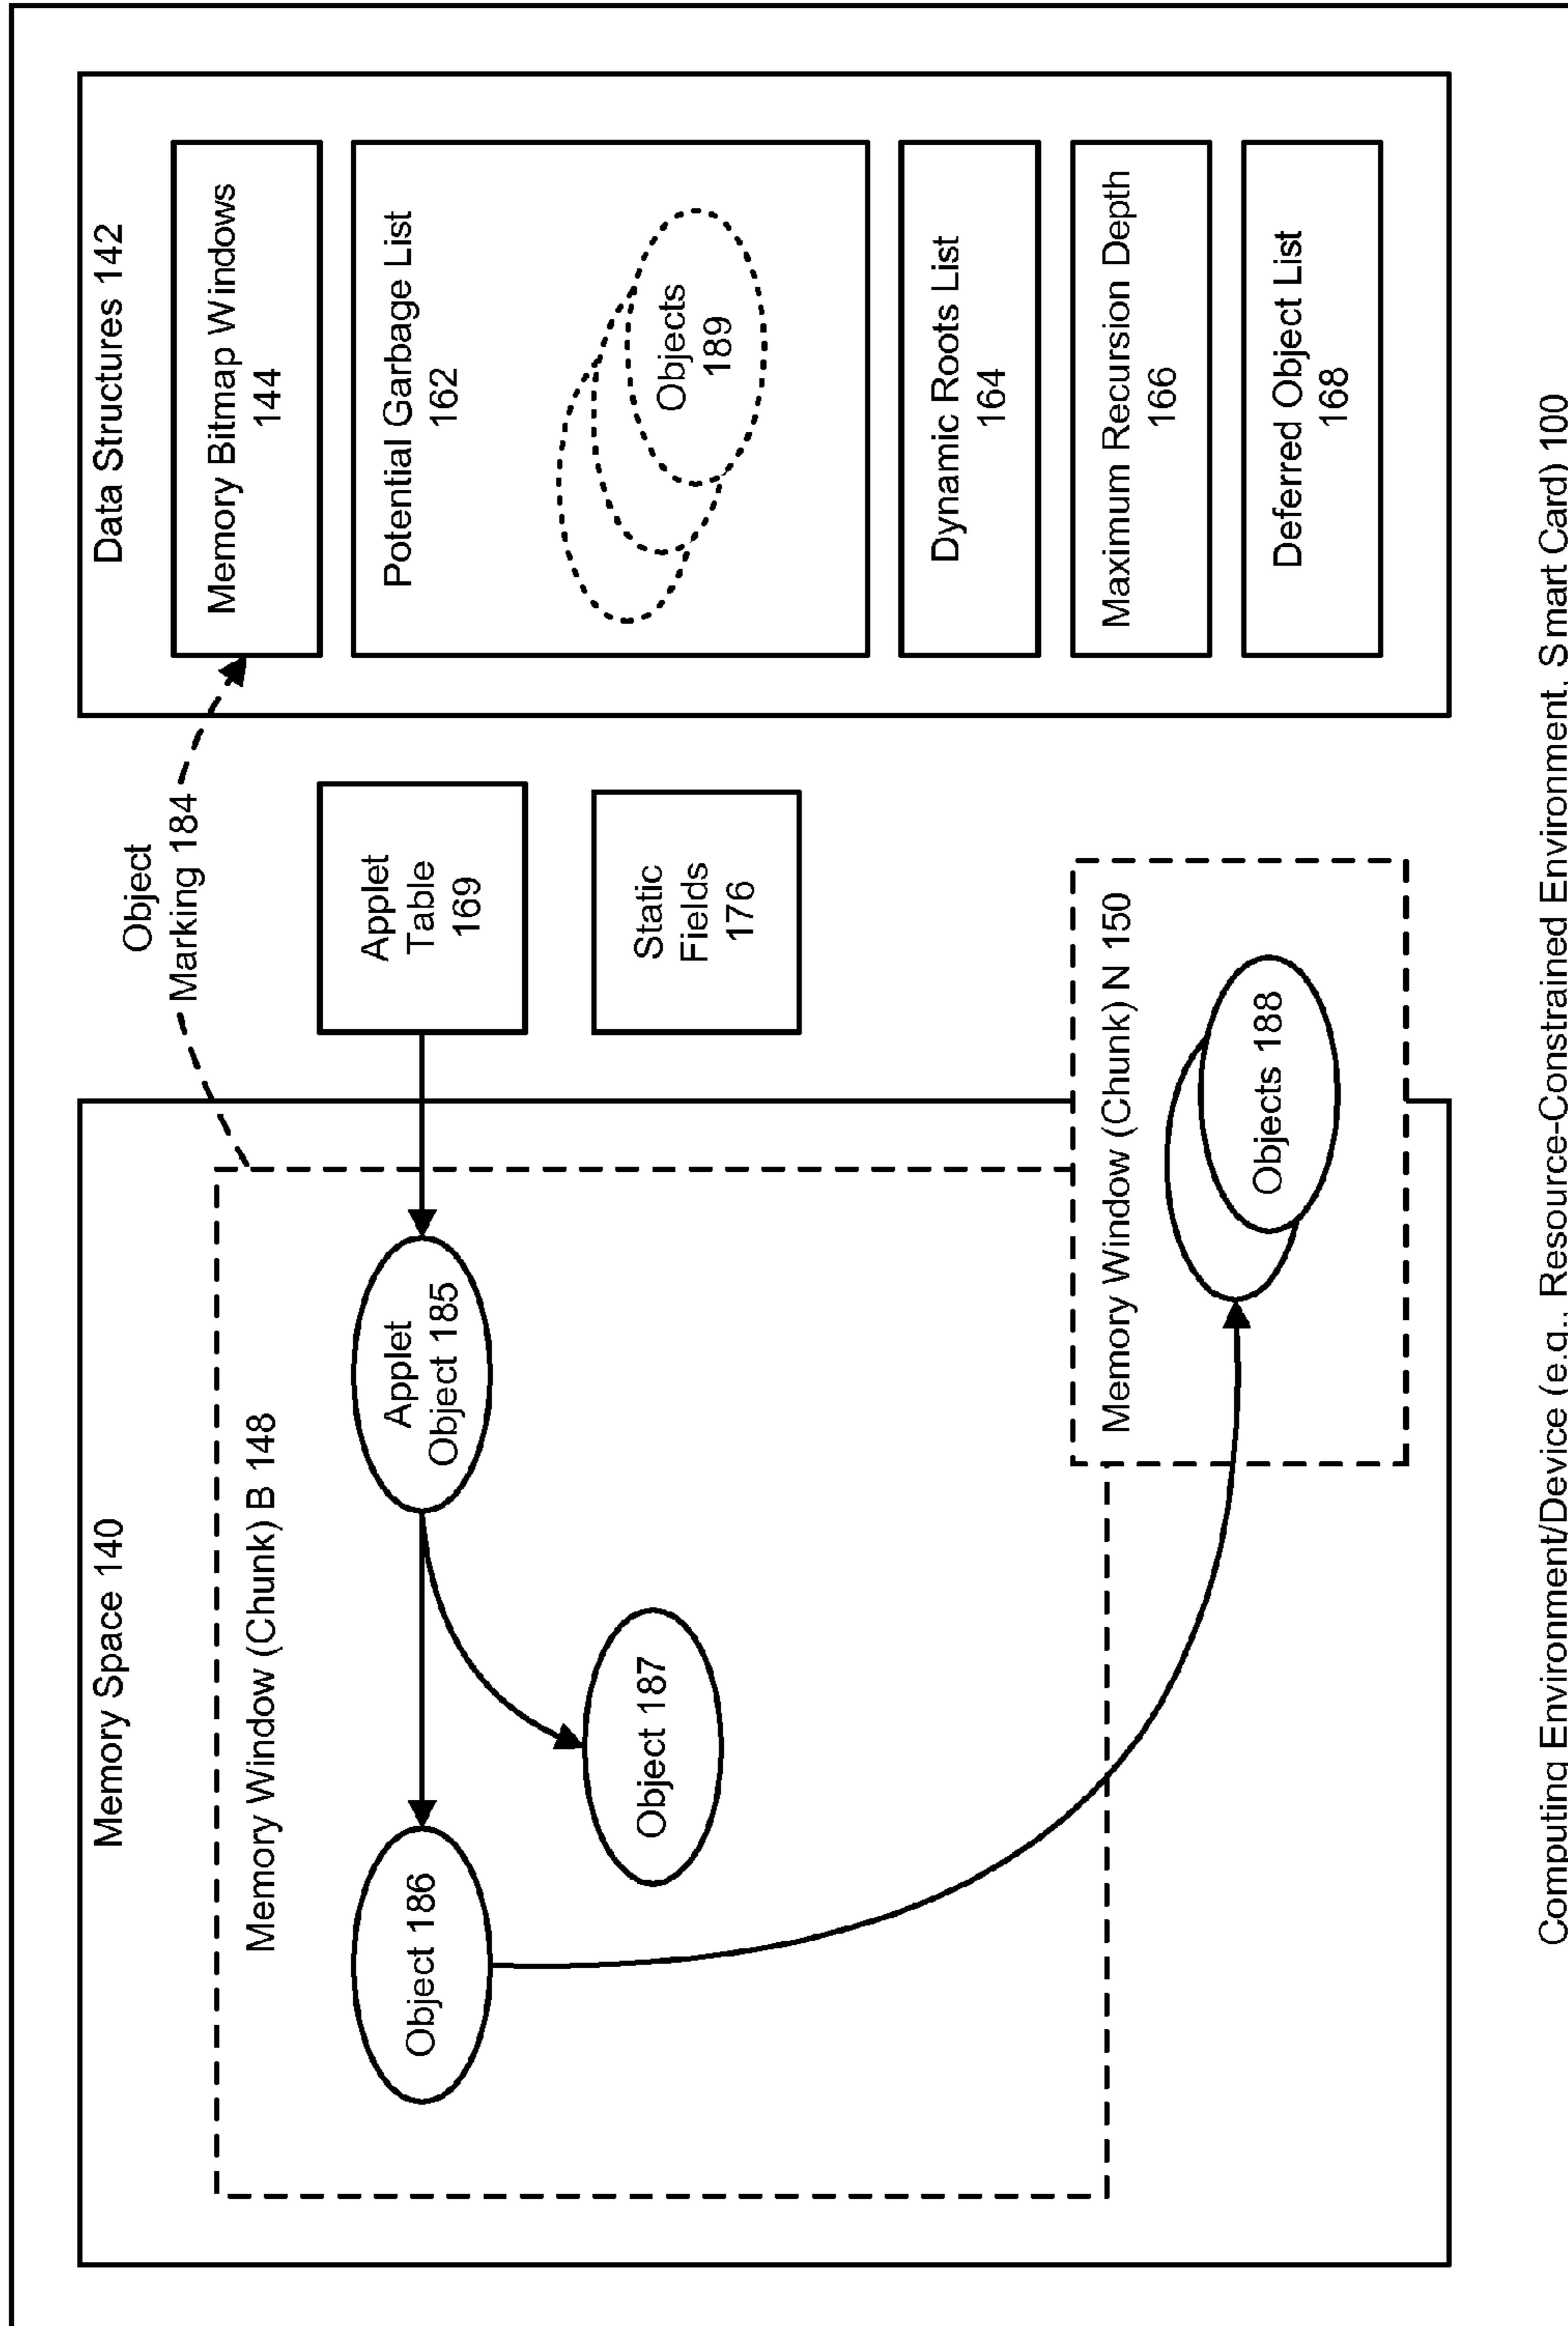 Memory Space 140
Memory Window (Chunk) B 148
Object 186
Object 187
Applet
Object 185
Memory Window (Chunk) N 150
Objects 188
Object
Marking 184
Applet
Table
169
Static
Fields
176
Data Structures 142
Memory Bitmap Windows
144
Potential Garbage List
162
Objects
189
Dynamic Roots List
164
Maximum Recursion Depth
166
Deferred Object List
168
Computing Environment/Device (e.g., Resource-Constrained Environment, Smart Card) 100